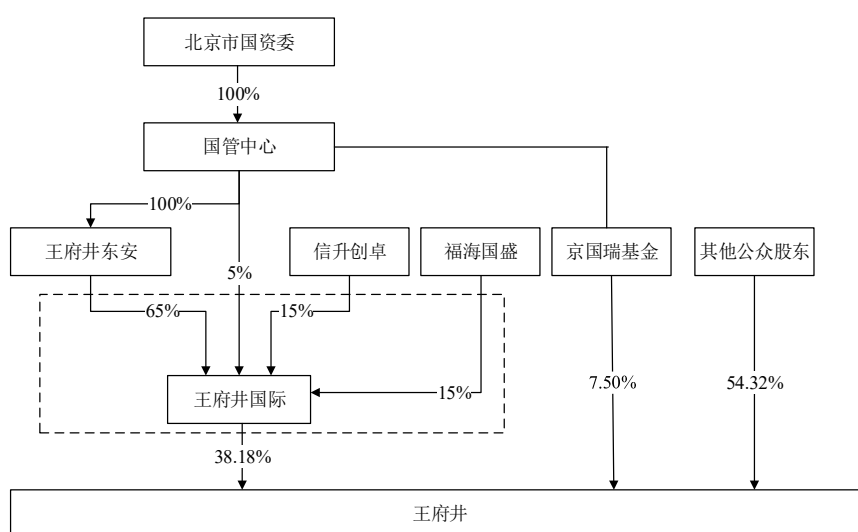 北京市国资委
100%
国管中心
100%
王府井东安
信升创卓
福海国盛
京国瑞基金
其他公众股东
5%
65%
15%
王府井国际
15%
7.50%
54.32%
38.18%
王府井